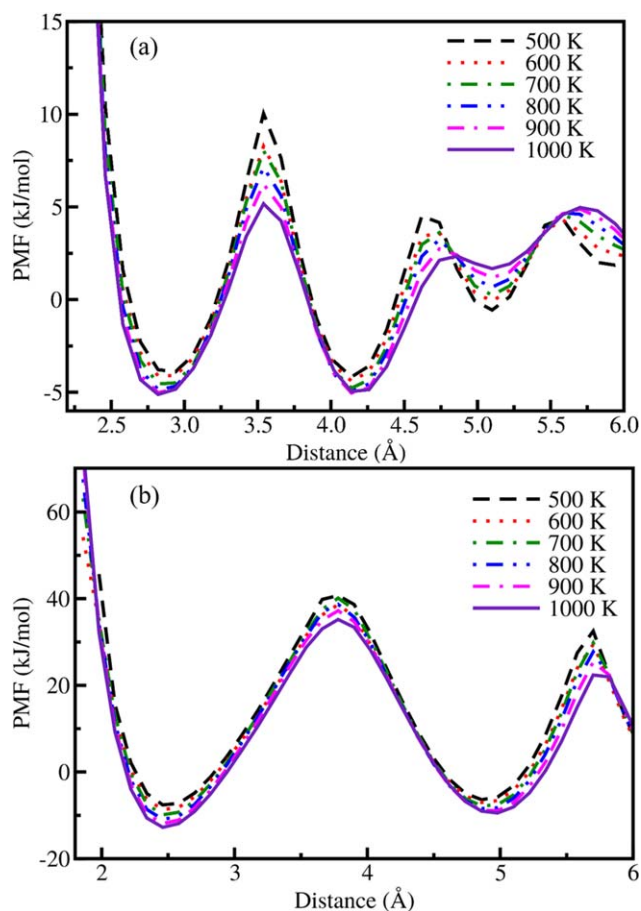 15
10
5
0
-5
PMF (kJ/mol)
(a)
500 K
600 K
700 K
800 K
900 K
1000 K
2.5 3.0 3.5 4.0 4.5 5.0 5.5 6.0
Distance (Å)
60
40
20
0
-20
PMF (kJ/mol)
(b)
500 K
600 K
700 K
800 K
900 K
1000 K
2 3 4 5 6
Distance (Å)